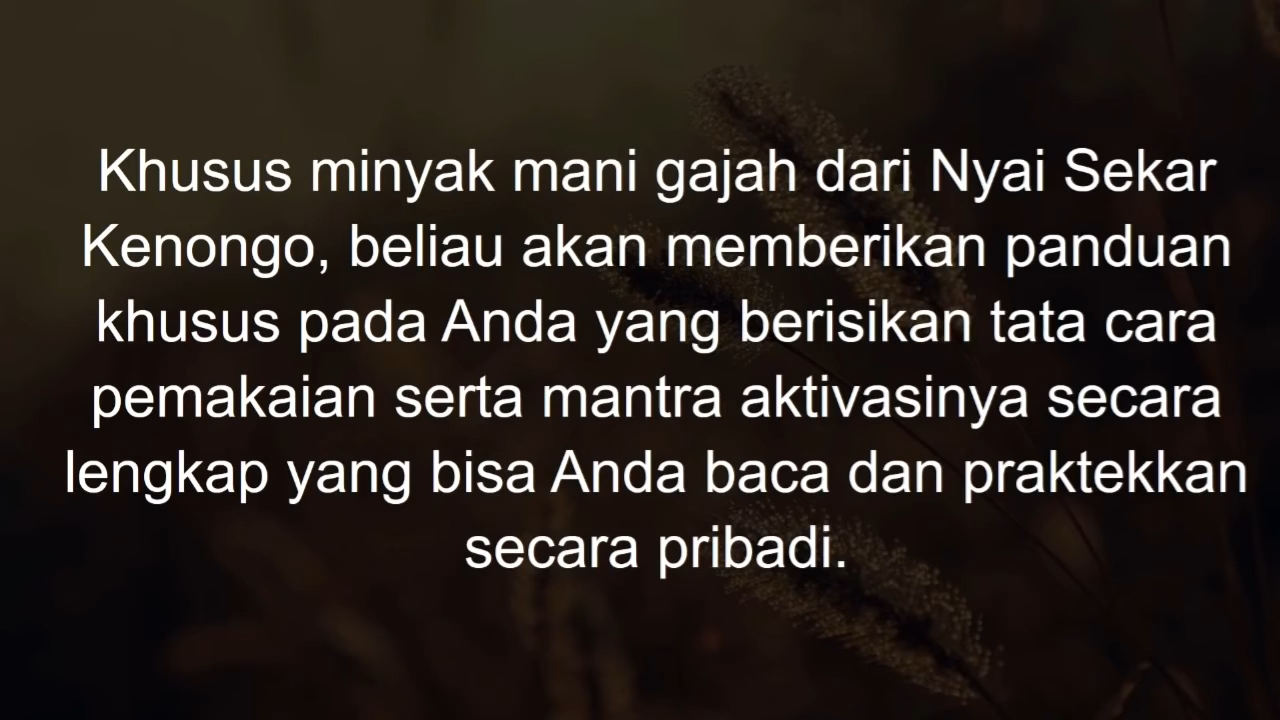 Khusus minyak mani gajah dari Nyai Sekar
Kenongo, beliau akan memberikan panduan
khusus pada Anda yang berisikan tata cara
pemakaian serta mantra aktivasinya secara
lengkap yang bisa Anda baca dan praktekkan
secara pribadi.